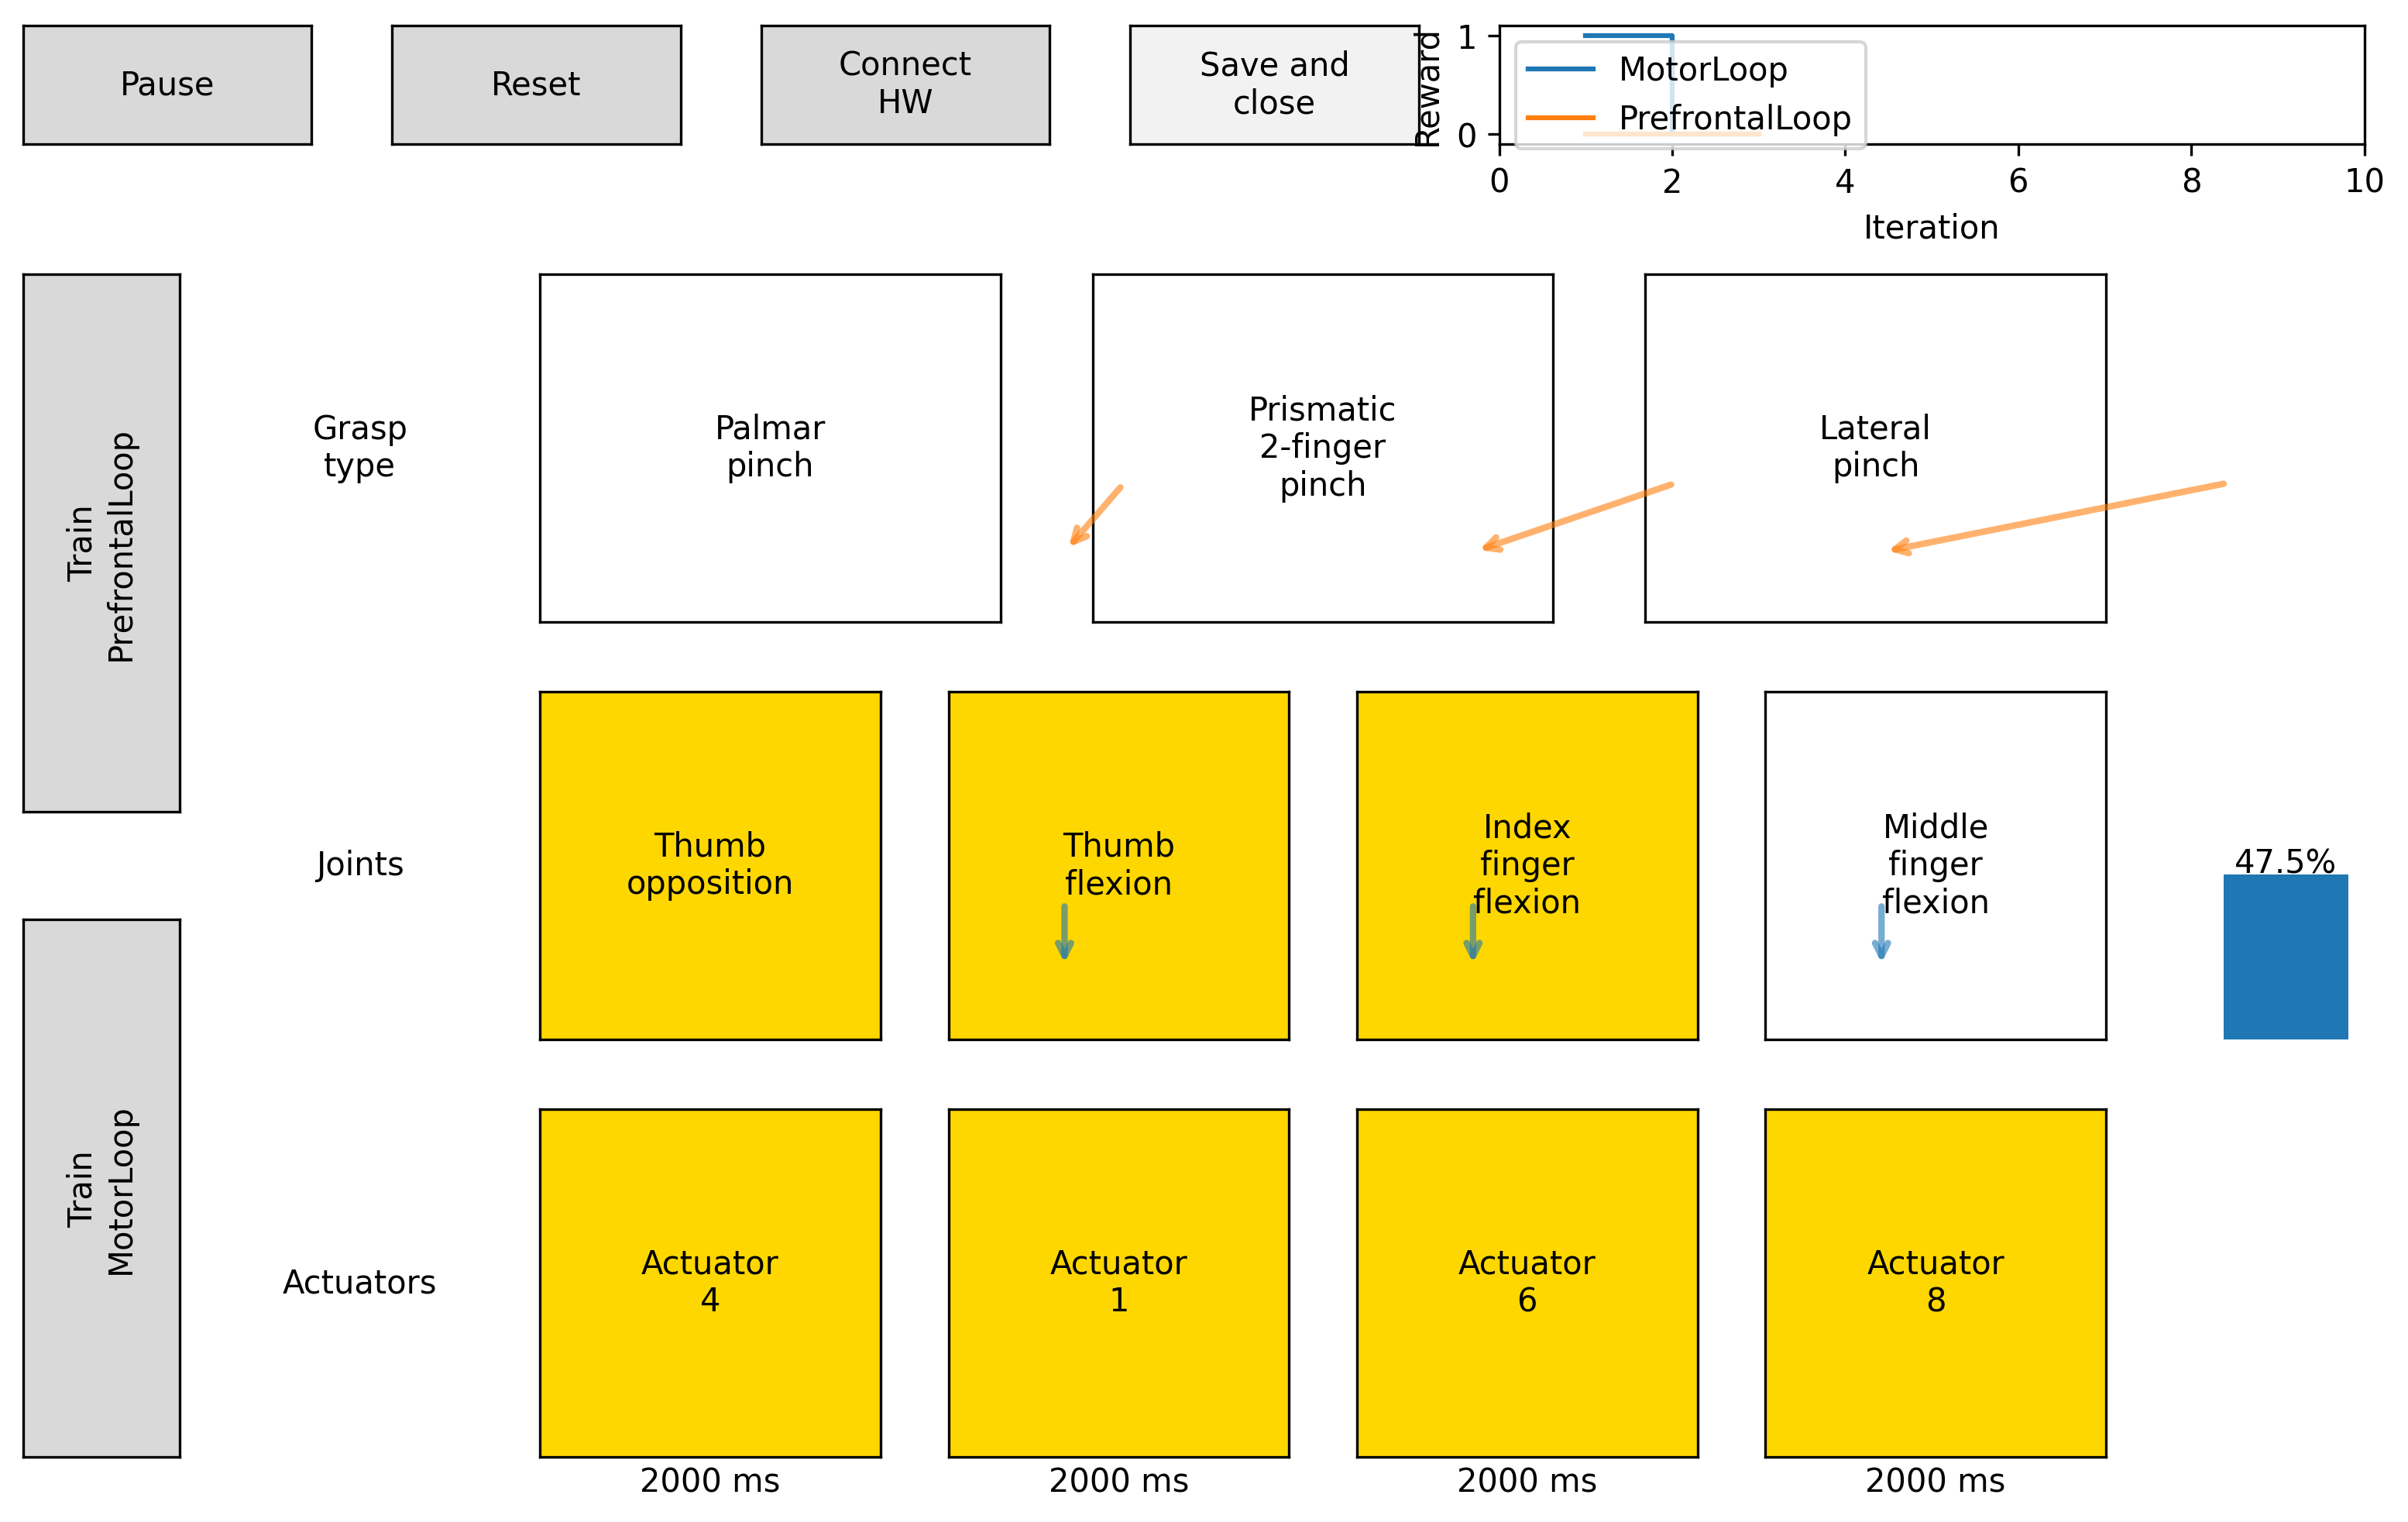 Pause
Reset
Connect
HW
Save and
close
Reward
1
0
MotorLoop
PrefrontalLoop
0 2 4 6 8 10
Iteration
Train
PrefrontalLoop
Grasp
type
Palmar
pinch
Prismatic
2-finger
pinch
Lateral
pinch
Joints
Thumb
opposition
Thumb
flexion
Index
finger
flexion
Middle
finger
flexion
47.5%
Train
MotorLoop
Actuators
Actuator
4
Actuator
1
Actuator
6
Actuator
8
2000 ms
2000 ms
2000 ms
2000 ms